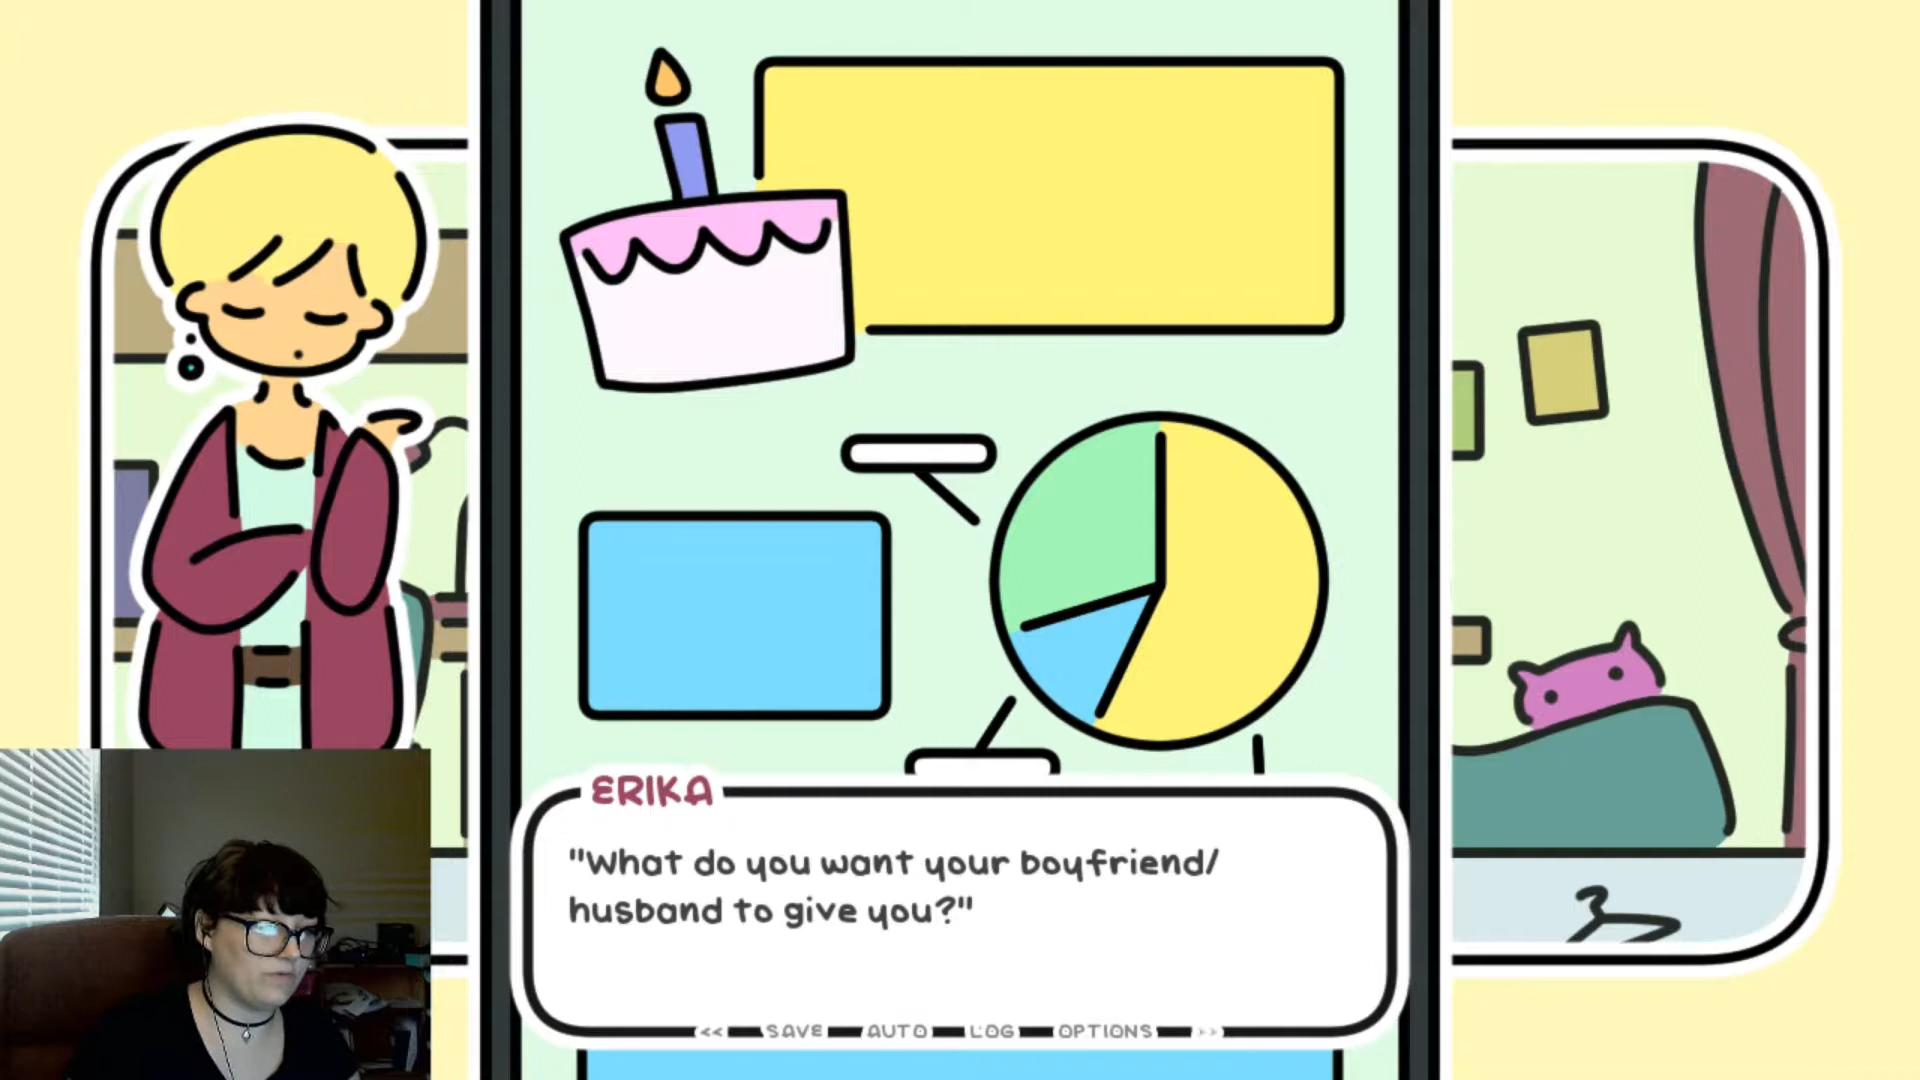 ERIKA
"What do you want your boyfriend/
husband to give you?"
<< SAVE AUTO LOG OPTIONS >>